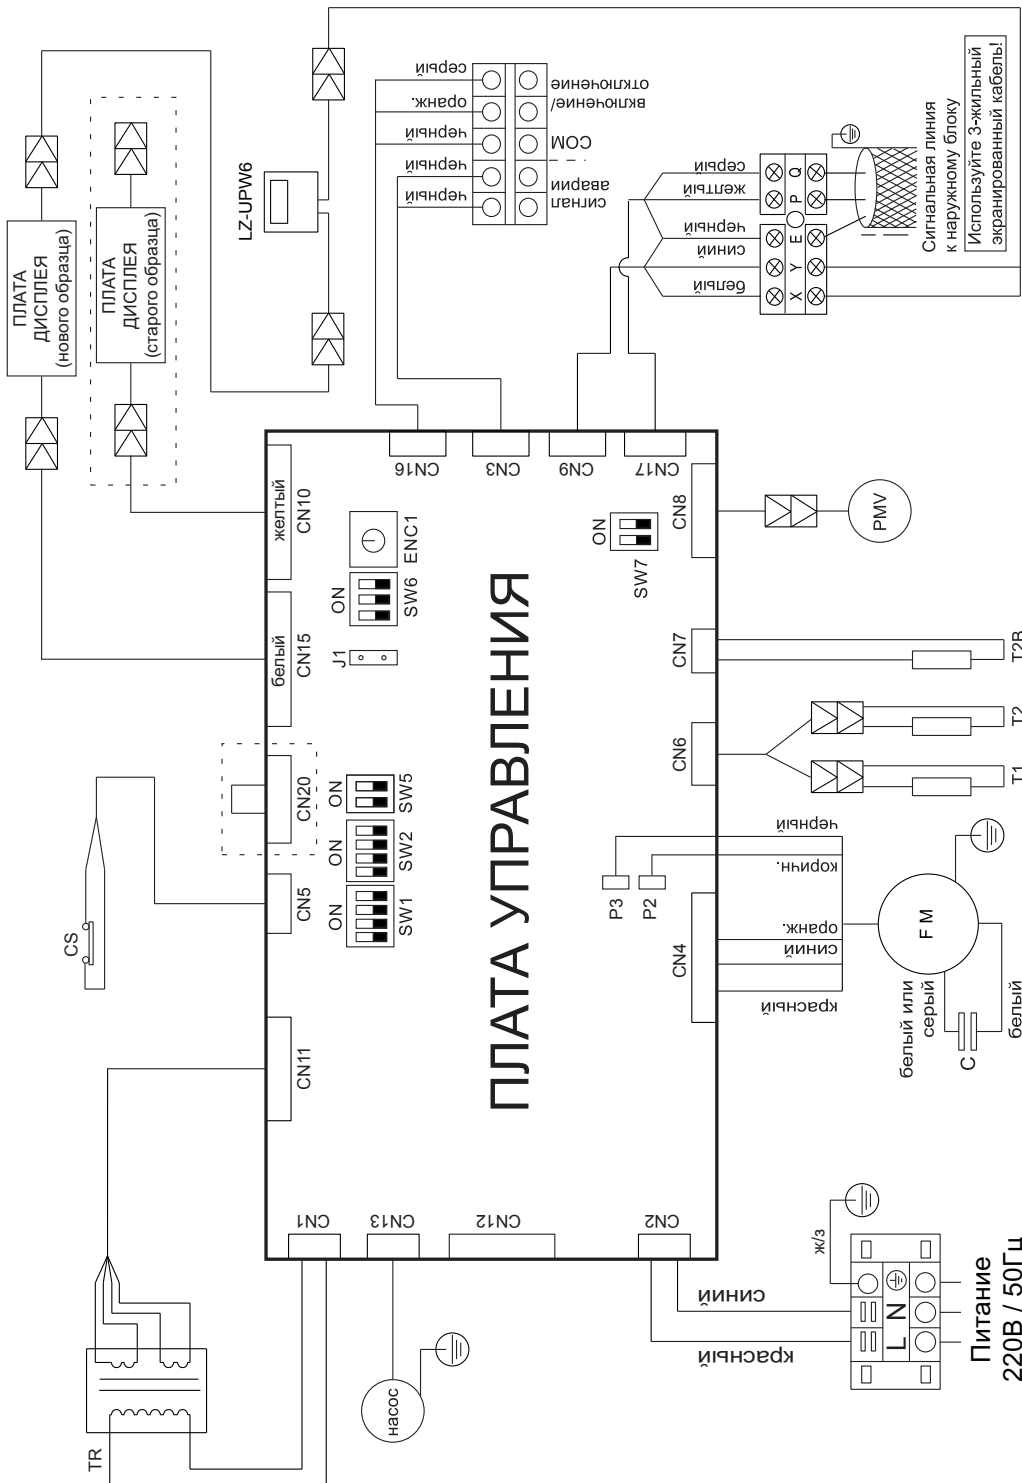 ПЛАТА
ДИСПЛЕЯ
(нового образца)
ПЛАТА
ДИСПЛЕЯ
(старого образца)
LZ-UPW6
серый
оранж.
черный
черный
черный
отключение
включение/
COM
аварии
сигнал
серый
желтый
черный
синий
белый
Q
P
E
Y
X
Сигнальная линия
к наружному блоку
Используйте 3-жильный
экранированный кабель!
CN16
CN3
CN9
CN17
желтый
CN10
белый
CN15
CN20
CN5
CN11
CS
ENC1
ON
SW6
J1
ON
SW5
ON
SW2
ON
SW1
ON
SW7
ПЛАТА УПРАВЛЕНИЯ
CN8
PMV
CN7
T2B
CN6
T2
T1
P3
P2
CN4
черный
коричн.
оранж.
синий
красный
FM
белый или
серый
C
белый
TR
CN1
CN13
CN12
CN2
насос
синий
красный
ж/з
L
N
Питание
220В / 50Гц